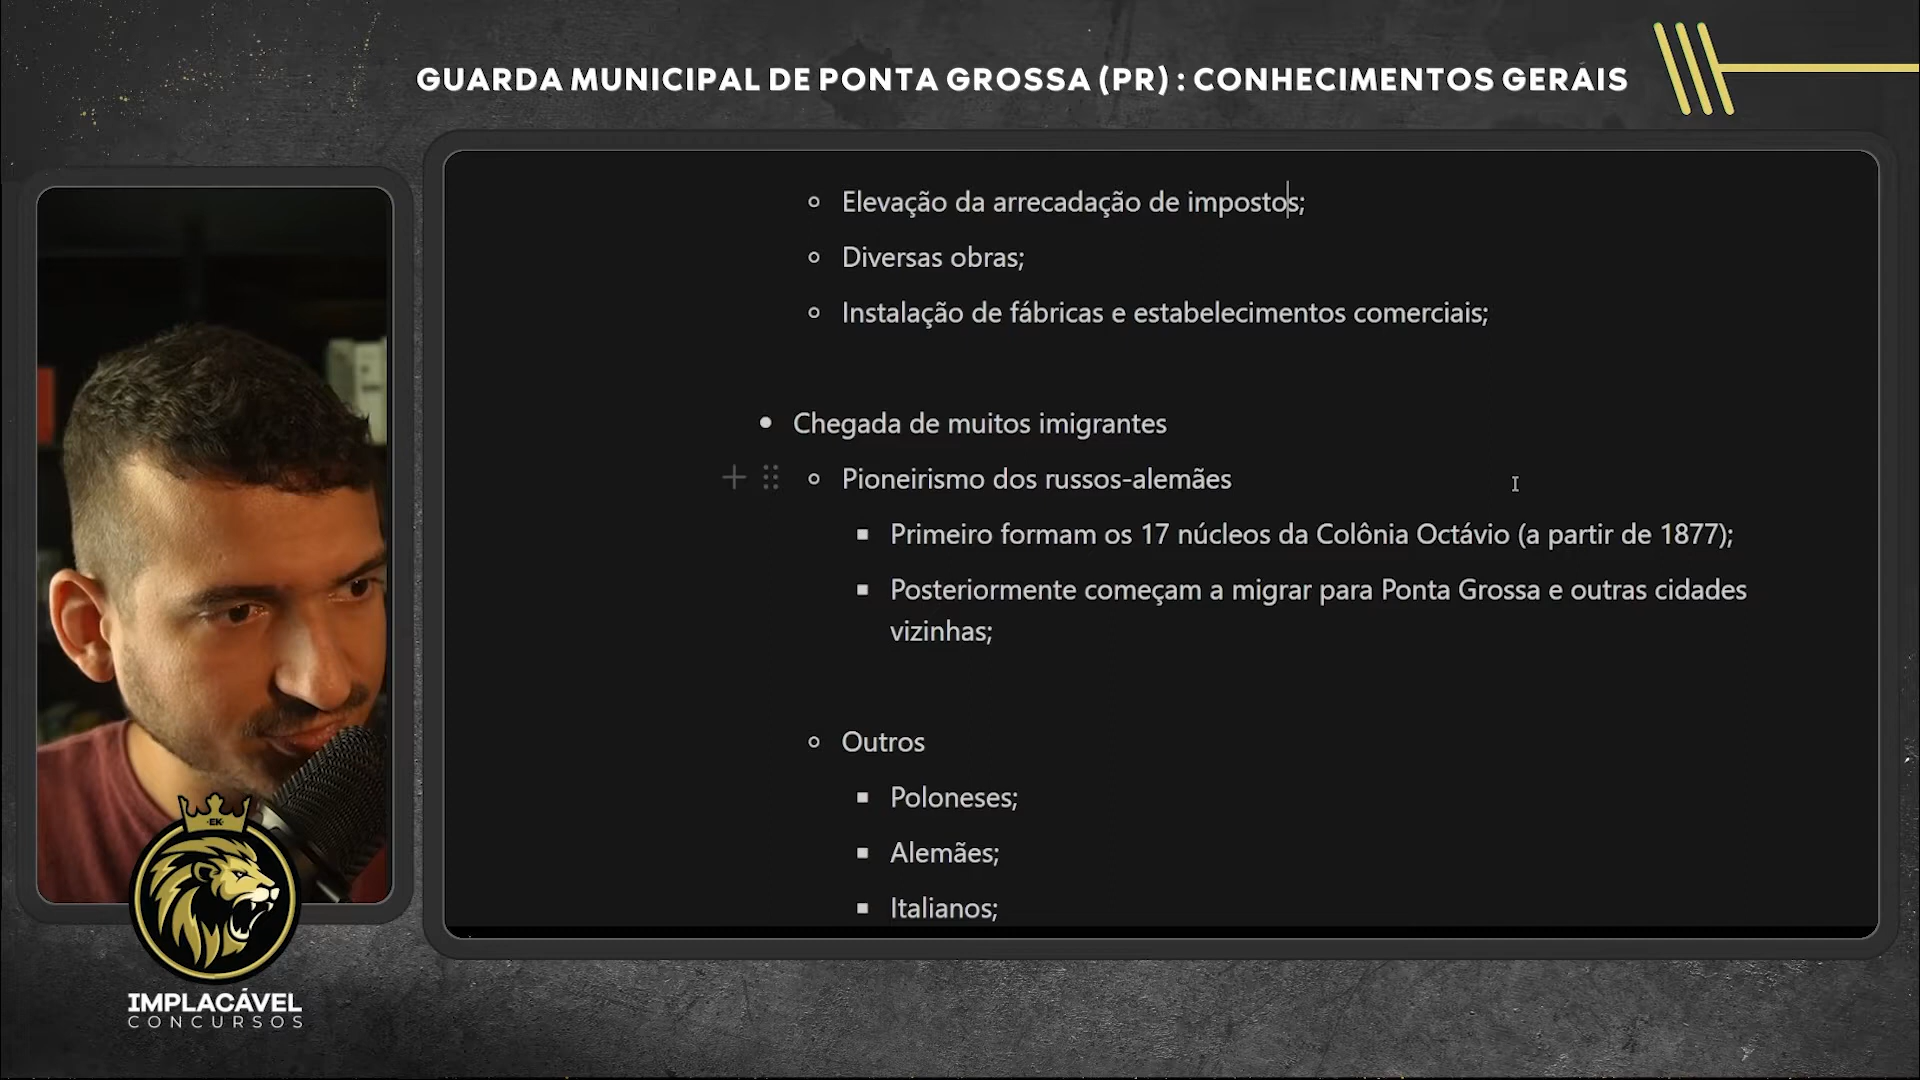 GUARDA MUNICIPAL DE PONTA GROSSA (PR) : CONHECIMENTOS GERAIS
Elevação da arrecadação de impostos;
Diversas obras;
Instalação de fábricas e estabelecimentos comerciais;
Chegada de muitos imigrantes
Pioneirismo dos russos-alemães
Primeiro formam os 17 núcleos da Colônia Octávio (a partir de 1877);
Posteriormente começam a migrar para Ponta Grossa e outras cidades
vizinhas;
Outros
Poloneses;
Alemães;
Italianos;
EK
IMPLACÁVEL
CONCURSOS